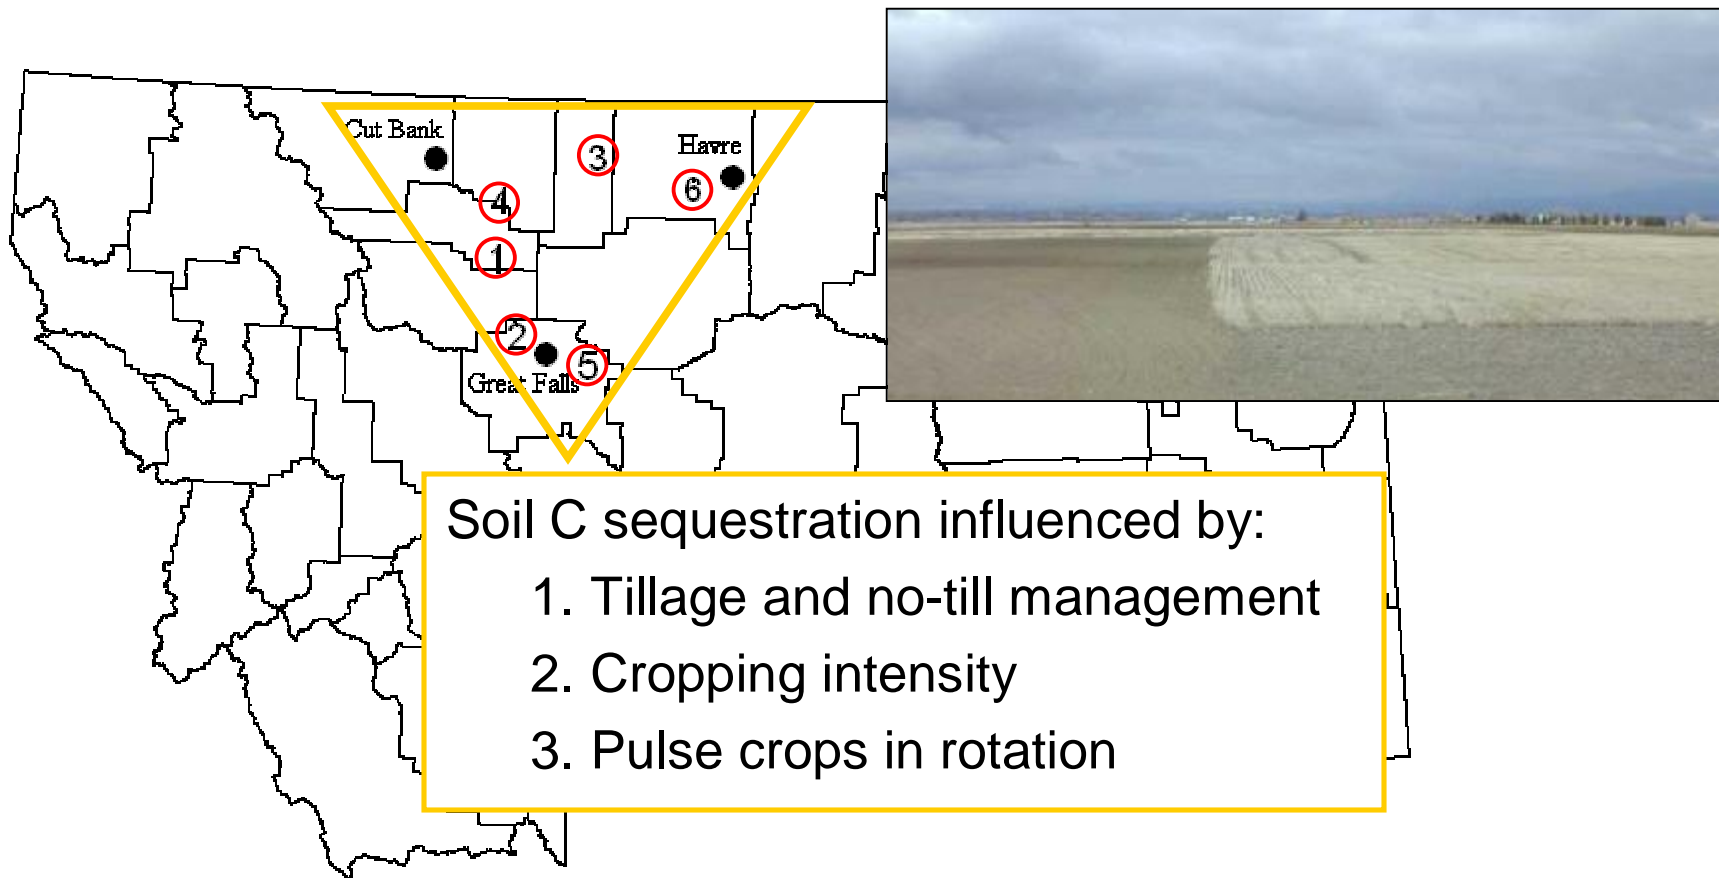 Cut Bank
3
Havre
6
4
1
2
5
Great Falls
Soil C sequestration influenced by:
1. Tillage and no-till management
2. Cropping intensity
3. Pulse crops in rotation